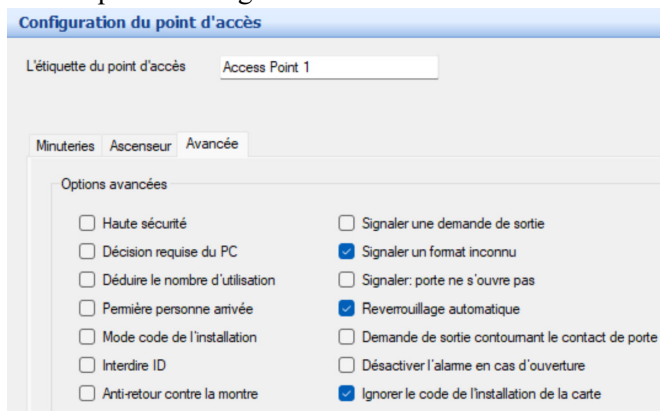 Configuration du point d'accès
L'étiquette du point d'accès Access Point 1
Minuteries Ascenseur Avancée
Options avancées
Haute sécurité
Décision requise du PC
Déduire le nombre d'utilisation
Permière personne arrivée
Mode code de l'installation
Interdire ID
Anti-retour contre la montre
Signaler une demande de sortie
Signaler un format inconnu
Signaler: porte ne s'ouvre pas
Reverrouillage automatique
Demande de sortie contournant le contact de porte
Désactiver l'alarme en cas d'ouverture
Ignorer le code de l'installation de la carte